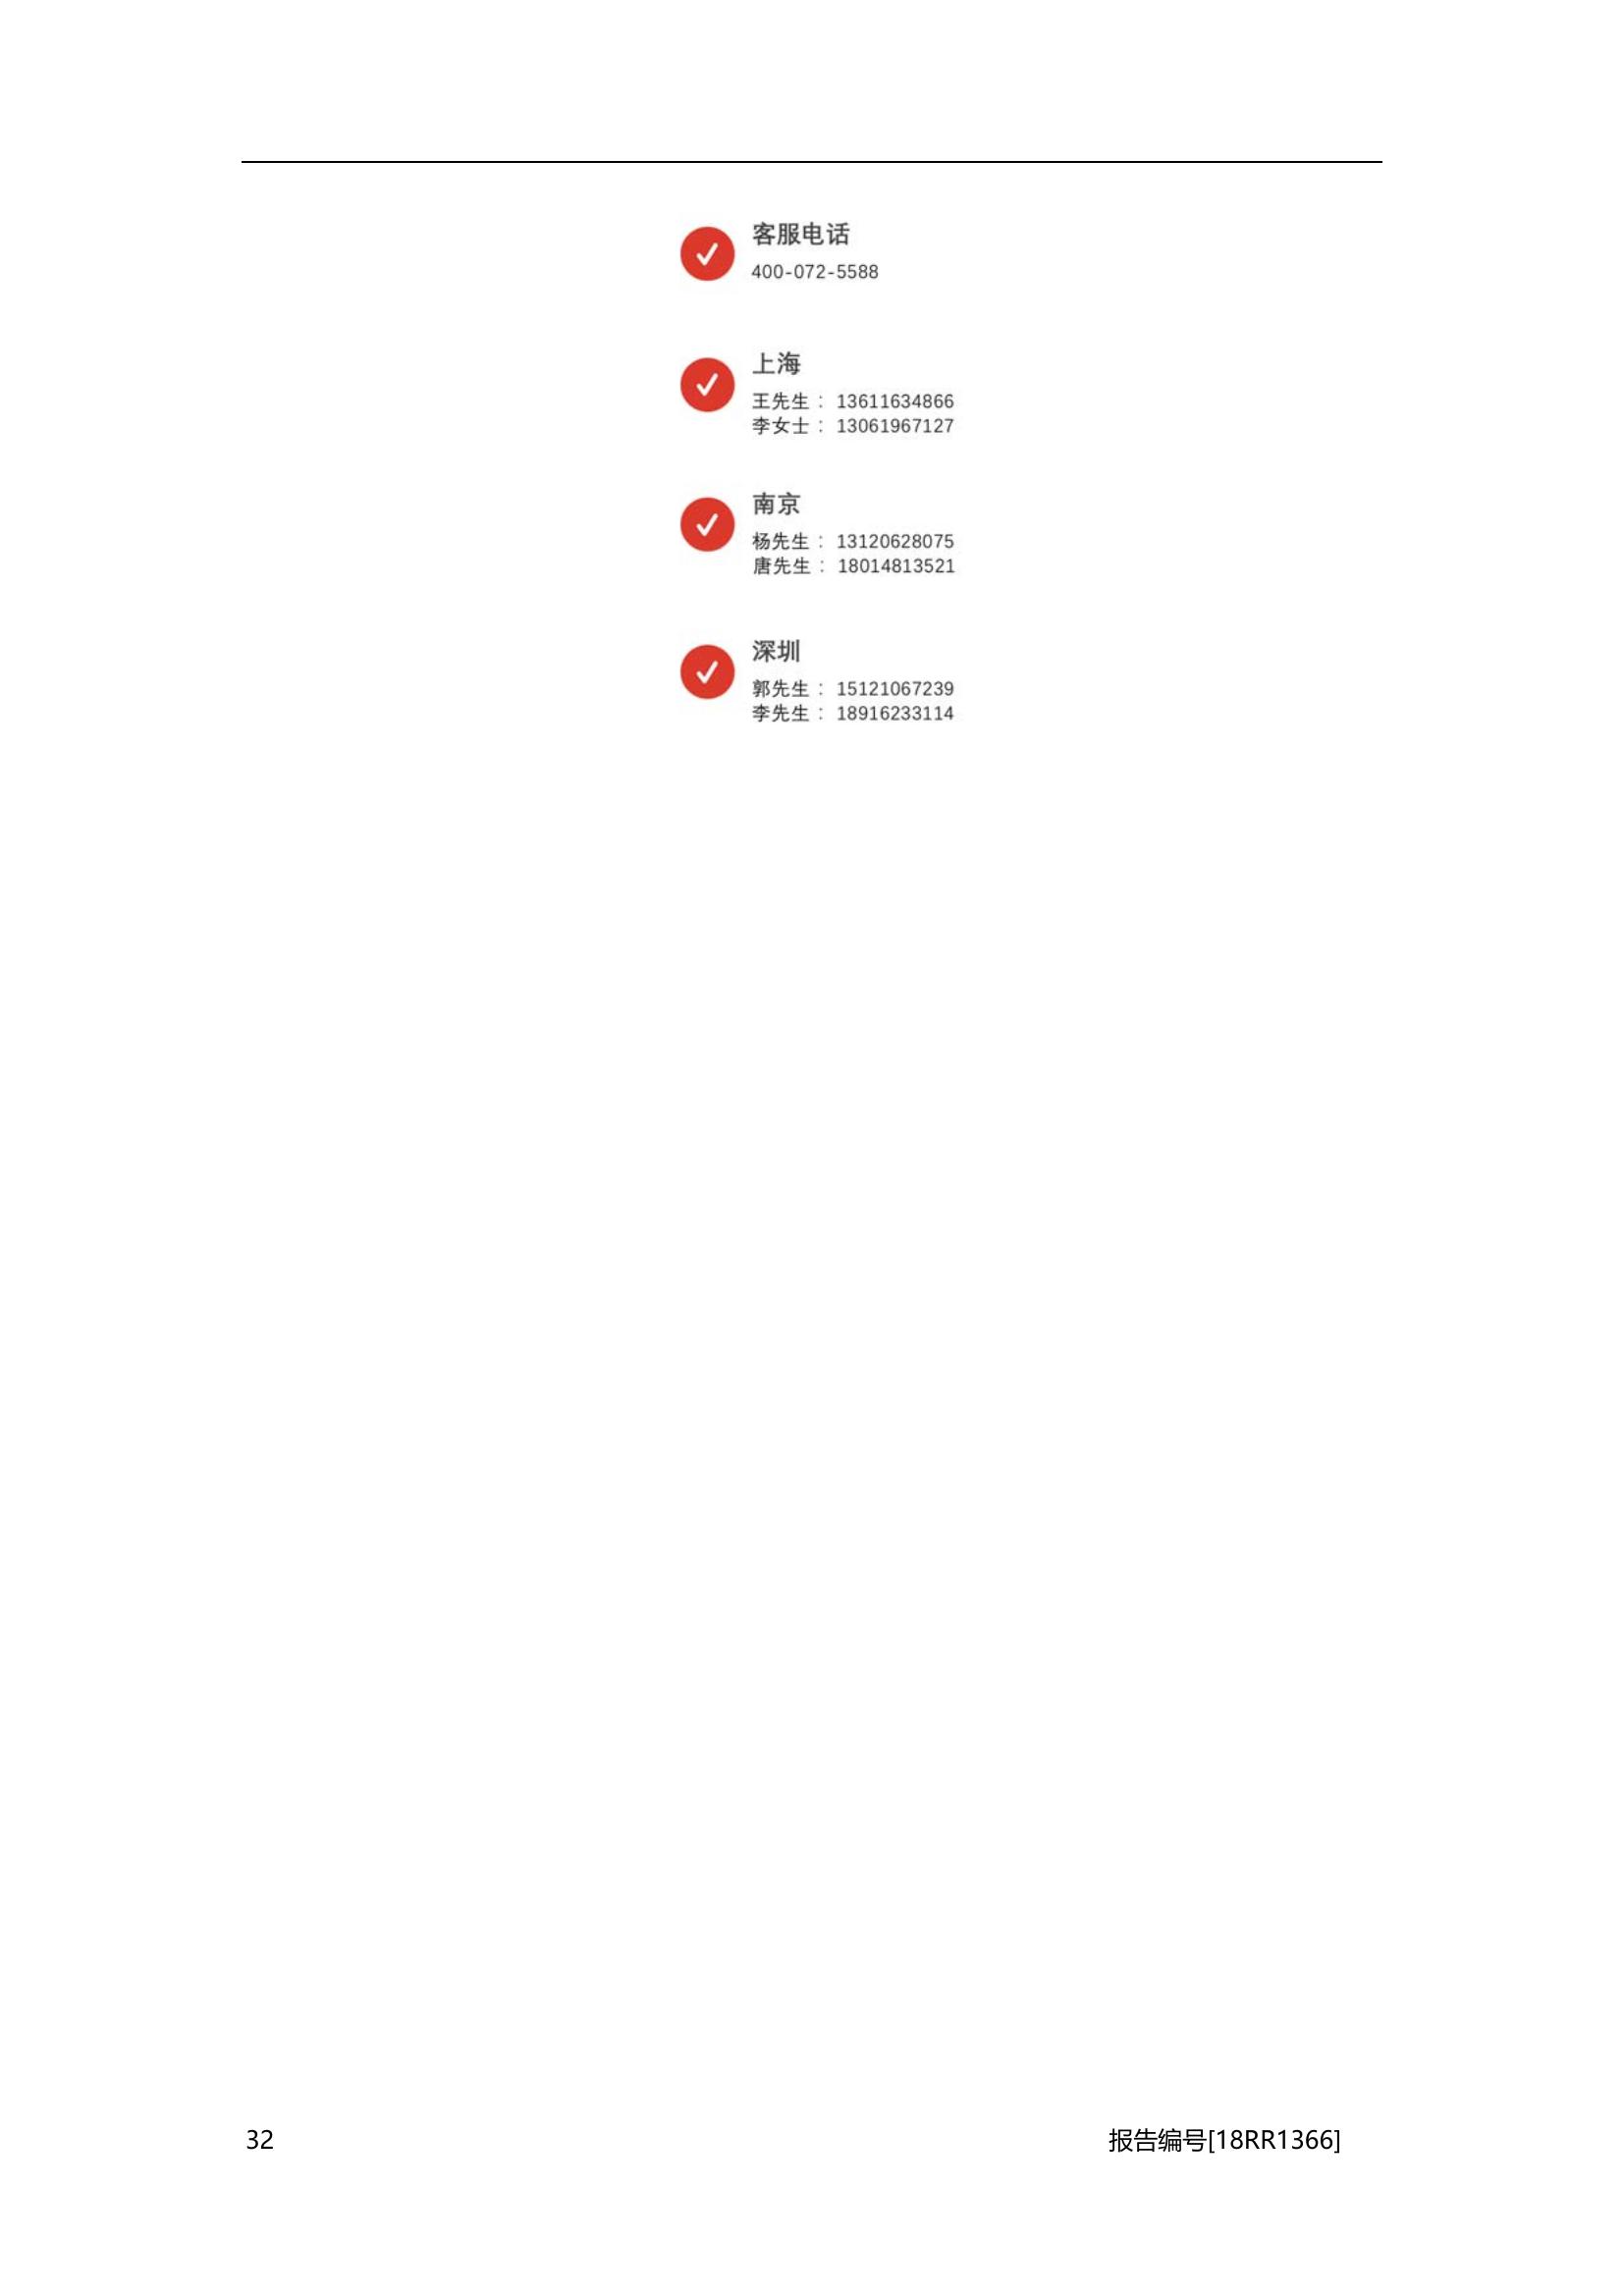 客服电话
400-072-5588
上海
王先生：13611634866
李女士：13061967127
南京
杨先生：13120628075
唐先生：18014813521
深圳
郭先生：15121067239
李先生：18916233114
32 报告编号[18RR1366]